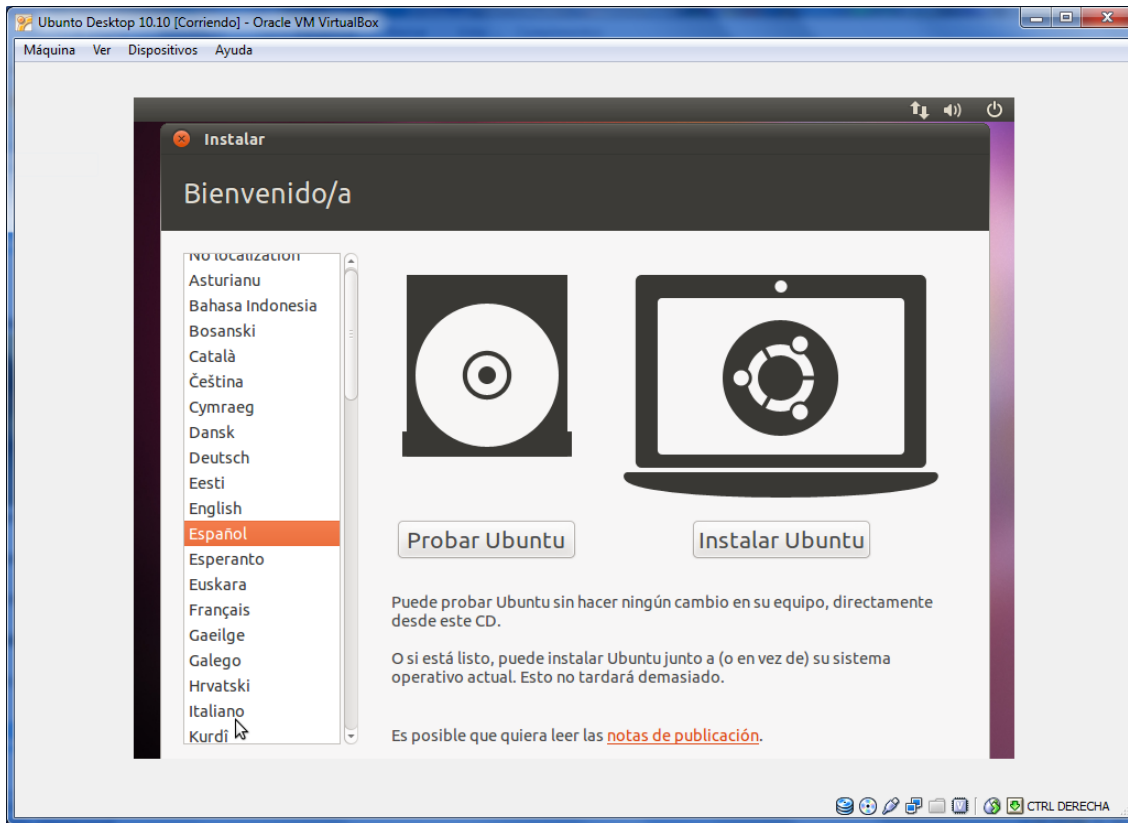 Ubunto Desktop 10.10 [Corriendo] - Oracle VM VirtualBox
Máquina Ver Dispositivos Ayuda
Instalar
Bienvenido/a
No localization
Asturianu
Bahasa Indonesia
Bosanski
Català
Čeština
Cymraeg
Dansk
Deutsch
Eesti
English
Español
Esperanto
Euskara
Français
Gaeilge
Galego
Hrvatski
Italiano
Kurdî
Probar Ubuntu
Instalar Ubuntu
Puede probar Ubuntu sin hacer ningún cambio en su equipo, directamente
desde este CD.
O si está listo, puede instalar Ubuntu junto a (o en vez de) su sistema
operativo actual. Esto no tardará demasiado.
Es posible que quiera leer las notas de publicación.
CTRL DERECHA